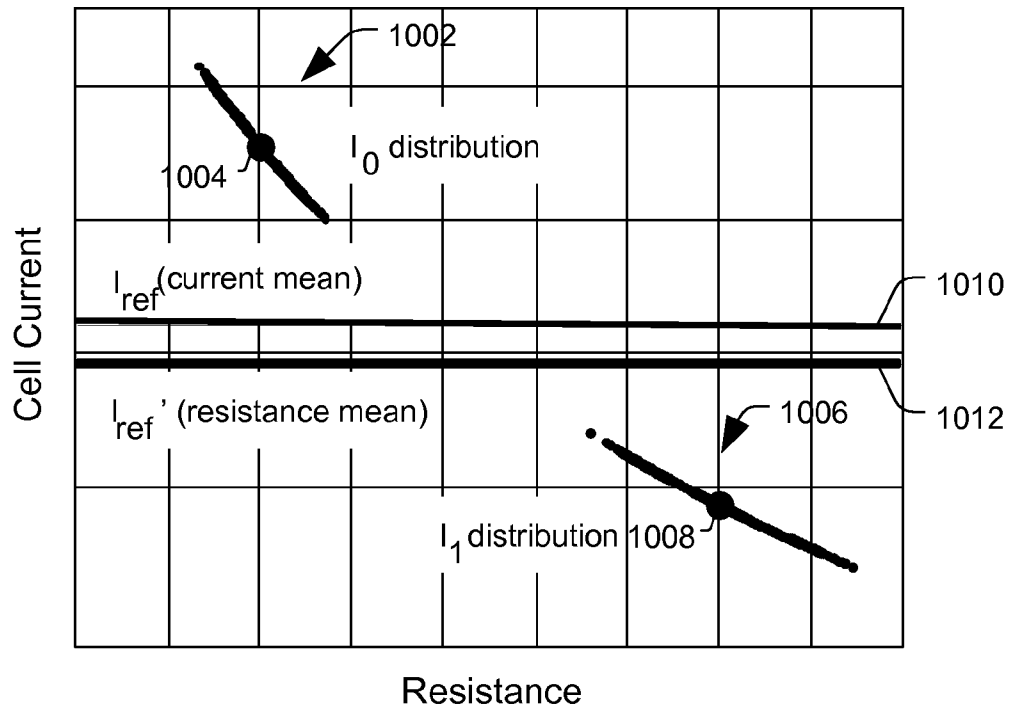 1002
I0 distribution
1004
Iref (current mean)
1010
Cell Current
Iref' (resistance mean)
1006
1012
I1 distribution 1008
Resistance